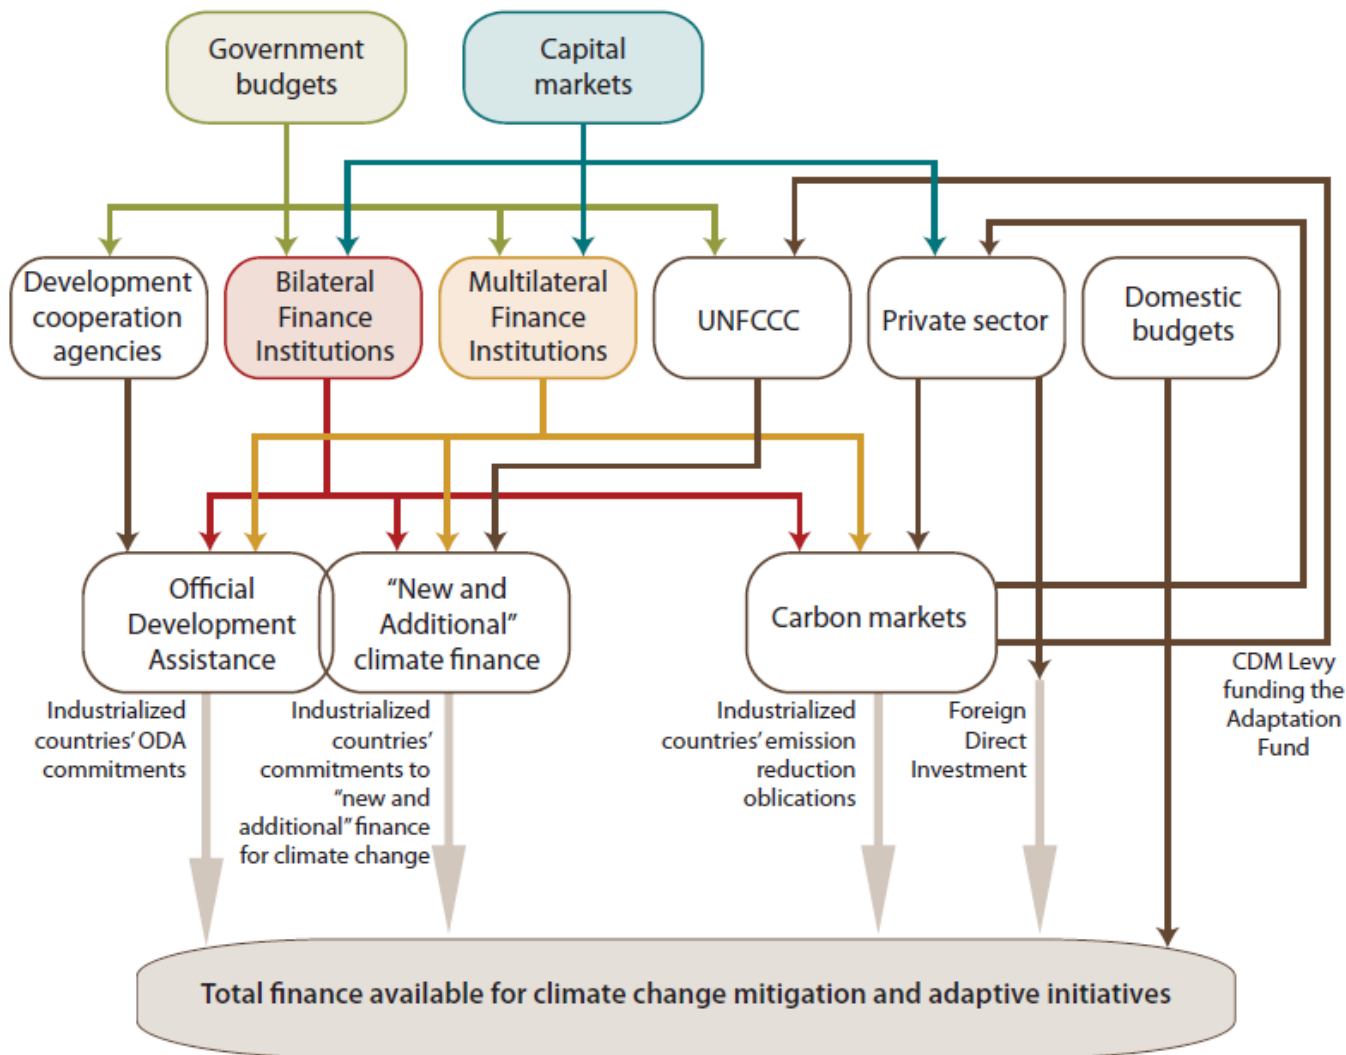 Government
budgets
Capital
markets
Development
cooperation
agencies
Bilateral
Finance
Institutions
Multilateral
Finance
Institutions
UNFCCC
Private sector
Domestic
budgets
Official
Development
Assistance
“New and
Additional”
climate finance
Carbon markets
CDM Levy
funding the
Adaptation
Fund
Industrialized
countries’ ODA
commitments
Industrialized
countries’
commitments to
“new and
additional” finance
for climate change
Industrialized
countries’ emission
reduction
oblications
Foreign
Direct
Investment
Total finance available for climate change mitigation and adaptive initiatives